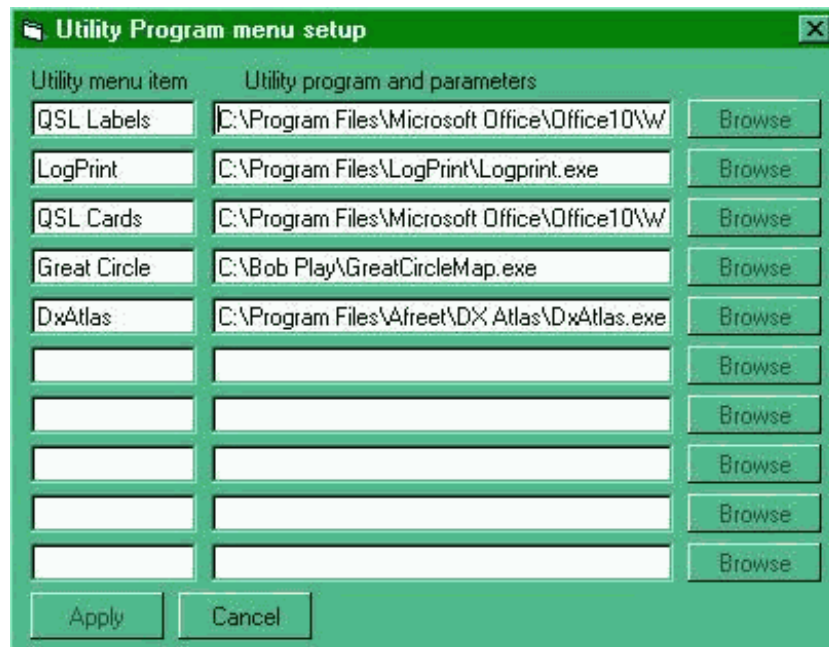 Utility Program menu setup
Utility menu item Utility program and parameters
QSL Labels C:\Program Files\Microsoft Office\Office10\W Browse
LogPrint C:\Program Files\LogPrint\Logprint.exe Browse
QSL Cards C:\Program Files\Microsoft Office\Office10\W Browse
Great Circle C:\Bob Play\GreatCircleMap.exe Browse
DxAtlas C:\Program Files\Afreet\DX Atlas\DxAtlas.exe Browse
Browse
Browse
Browse
Browse
Browse
Apply Cancel